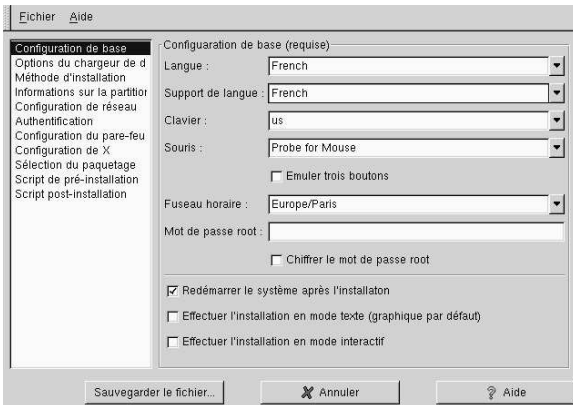 Fichier Aide
Configuration de base
Options du chargeur de d
Méthode d'installation
Informations sur la partitior
Configuration de réseau
Authentification
Configuration du pare-feu
Configuration de X
Sélection du paquetage
Script de pré-installation
Script post-installation
Configuaration de base (requise)
Langue : French
Support de langue : French
Clavier : us
Souris : Probe for Mouse
Emuler trois boutons
Fuseau horaire : Europe/Paris
Mot de passe root :
Chiffrer le mot de passe root
Redémarrer le système après l'installaton
Effectuer l'installation en mode texte (graphique par défaut)
Effectuer l'installation en mode interactif
Sauvegarder le fichier... Annuler Aide